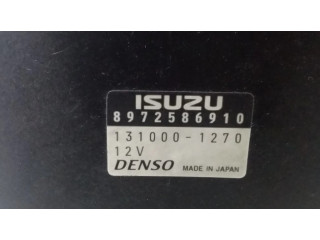 ISUZU
8972586910
131000-1270
12V
DENSO MADE IN JAPAN